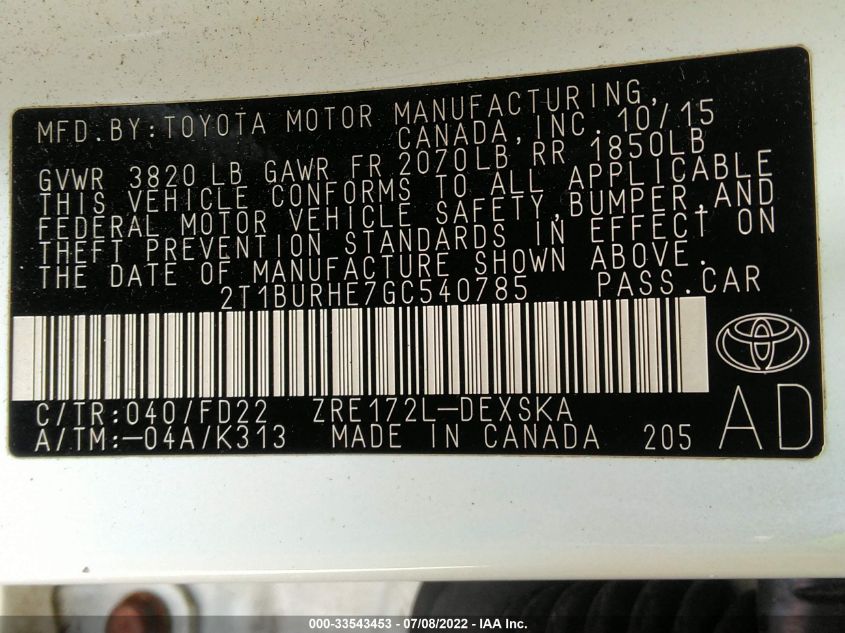 MFD.BY:TOYOTA MOTOR MANUFACTURING,
CANADA, INC. 10/15
GVWR 3820 LB GAWR FR 2070LB RR 1850LB
THIS VEHICLE CONFORMS TO ALL APPLICABLE
FEDERAL MOTOR VEHICLE SAFETY,BUMPER,AND
THEFT PREVENTION STANDARDS IN EFFECT ON
THE DATE OF MANUFACTURE SHOWN ABOVE.
2T1BURHE7GC540785 PASS.CAR
C/TR:040/FD22 ZRE172L-DEXSKA
A/TM:-04A/K313 MADE IN CANADA 205 AD
000-33543453 - 07/08/2022 - IAA Inc.